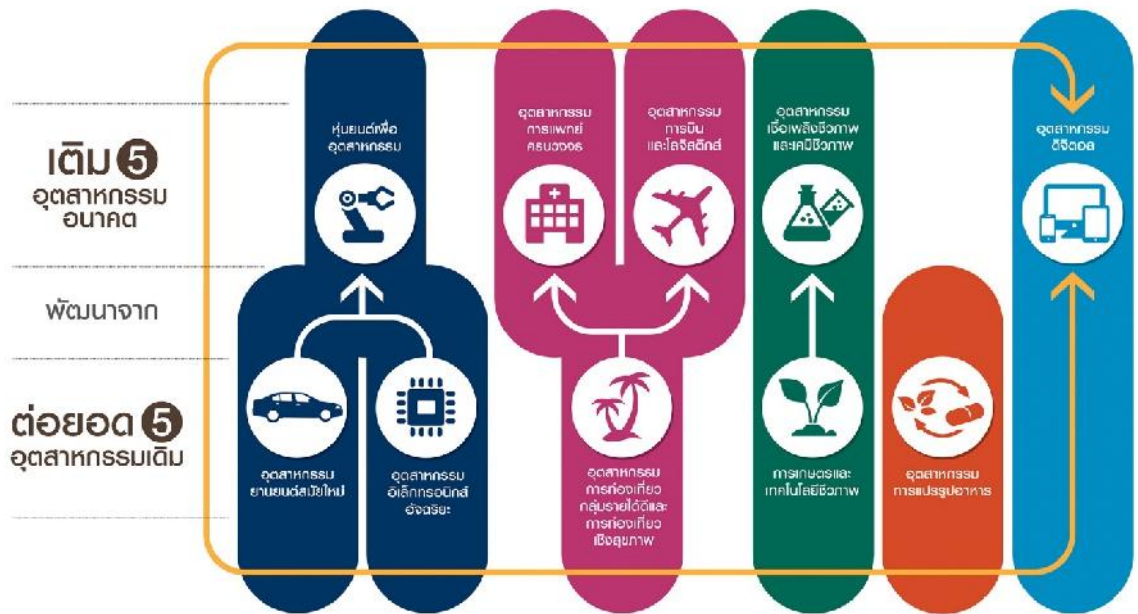 เติม 5
อุตสาหกรรม
อนาคต
หุ่นยนต์เพื่อ
อุตสาหกรรม
อุตสาหกรรม
การแพทย์
ครบวงจร
อุตสาหกรรม
การบิน
และโลจิสติกส์
อุตสาหกรรม
เชื้อเพลิงชีวภาพ
และเคมีชีวภาพ
อุตสาหกรรม
ดิจิตอล
พัฒนาจาก
ต่อยอด 5
อุตสาหกรรมเดิม
อุตสาหกรรม
ยานยนต์สมัยใหม่
อุตสาหกรรม
อิเล็กทรอนิกส์
อัจฉริยะ
อุตสาหกรรม
การท่องเที่ยว
กลุ่มรายได้ดีและ
การท่องเที่ยว
เชิงสุขภาพ
การเกษตรและ
เทคโนโลยีชีวภาพ
อุตสาหกรรม
การแปรรูปอาหาร